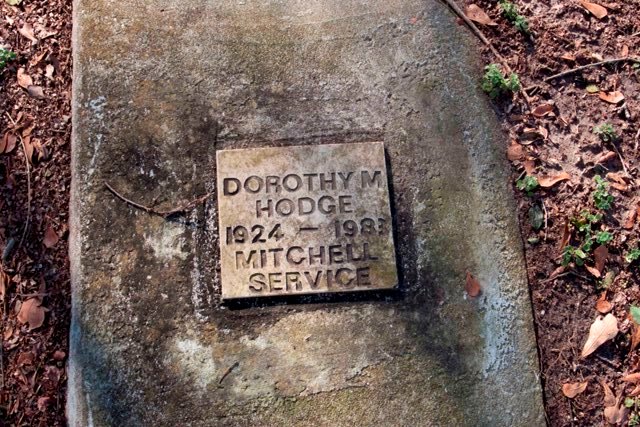 DOROTHY M
HODGE
1924 –
MITCHELL
SERVICE